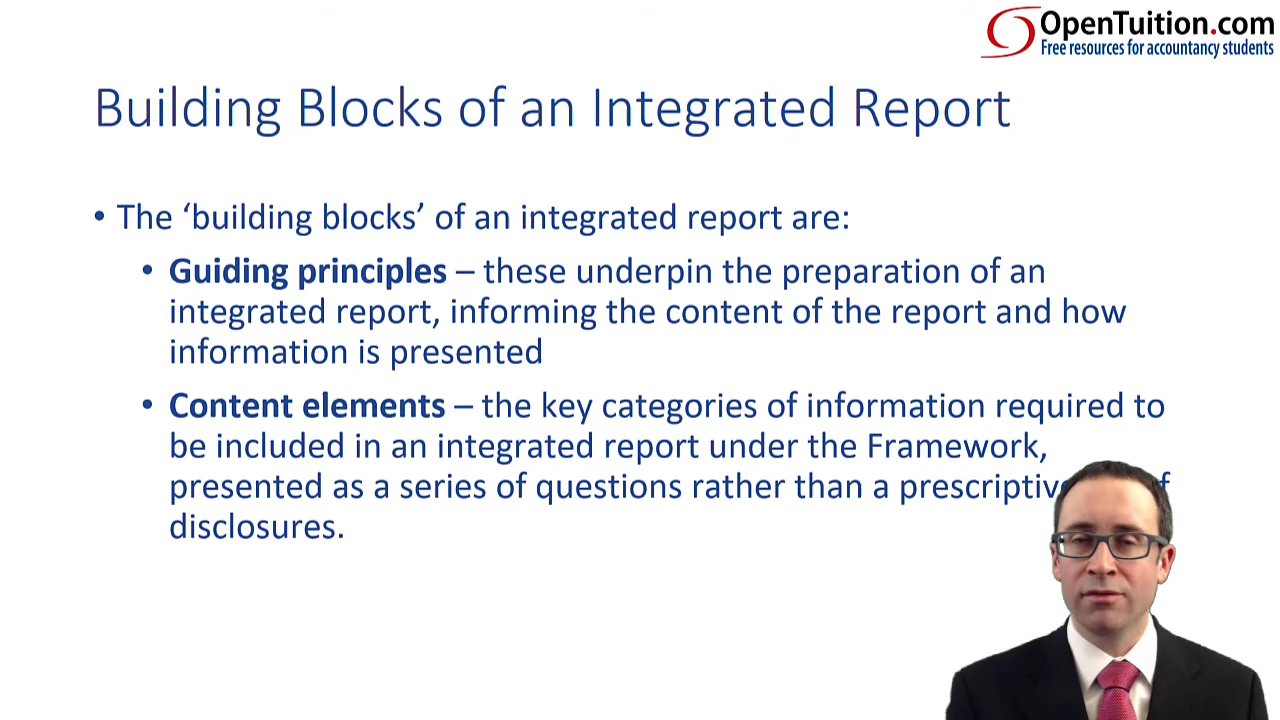 OpenTuition.com
Free resources for accountancy students
Building Blocks of an Integrated Report
• The ‘building blocks’ of an integrated report are:
• Guiding principles – these underpin the preparation of an
integrated report, informing the content of the report and how
information is presented
• Content elements – the key categories of information required to
be included in an integrated report under the Framework,
presented as a series of questions rather than a
disclosures.